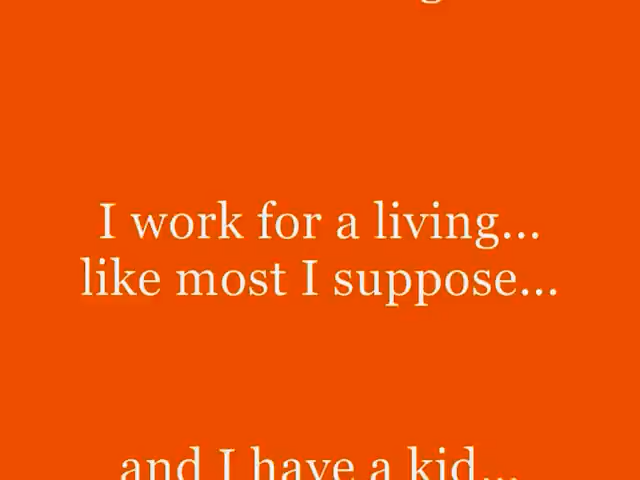 I work for a living...
like most I suppose...
and I have a kid...